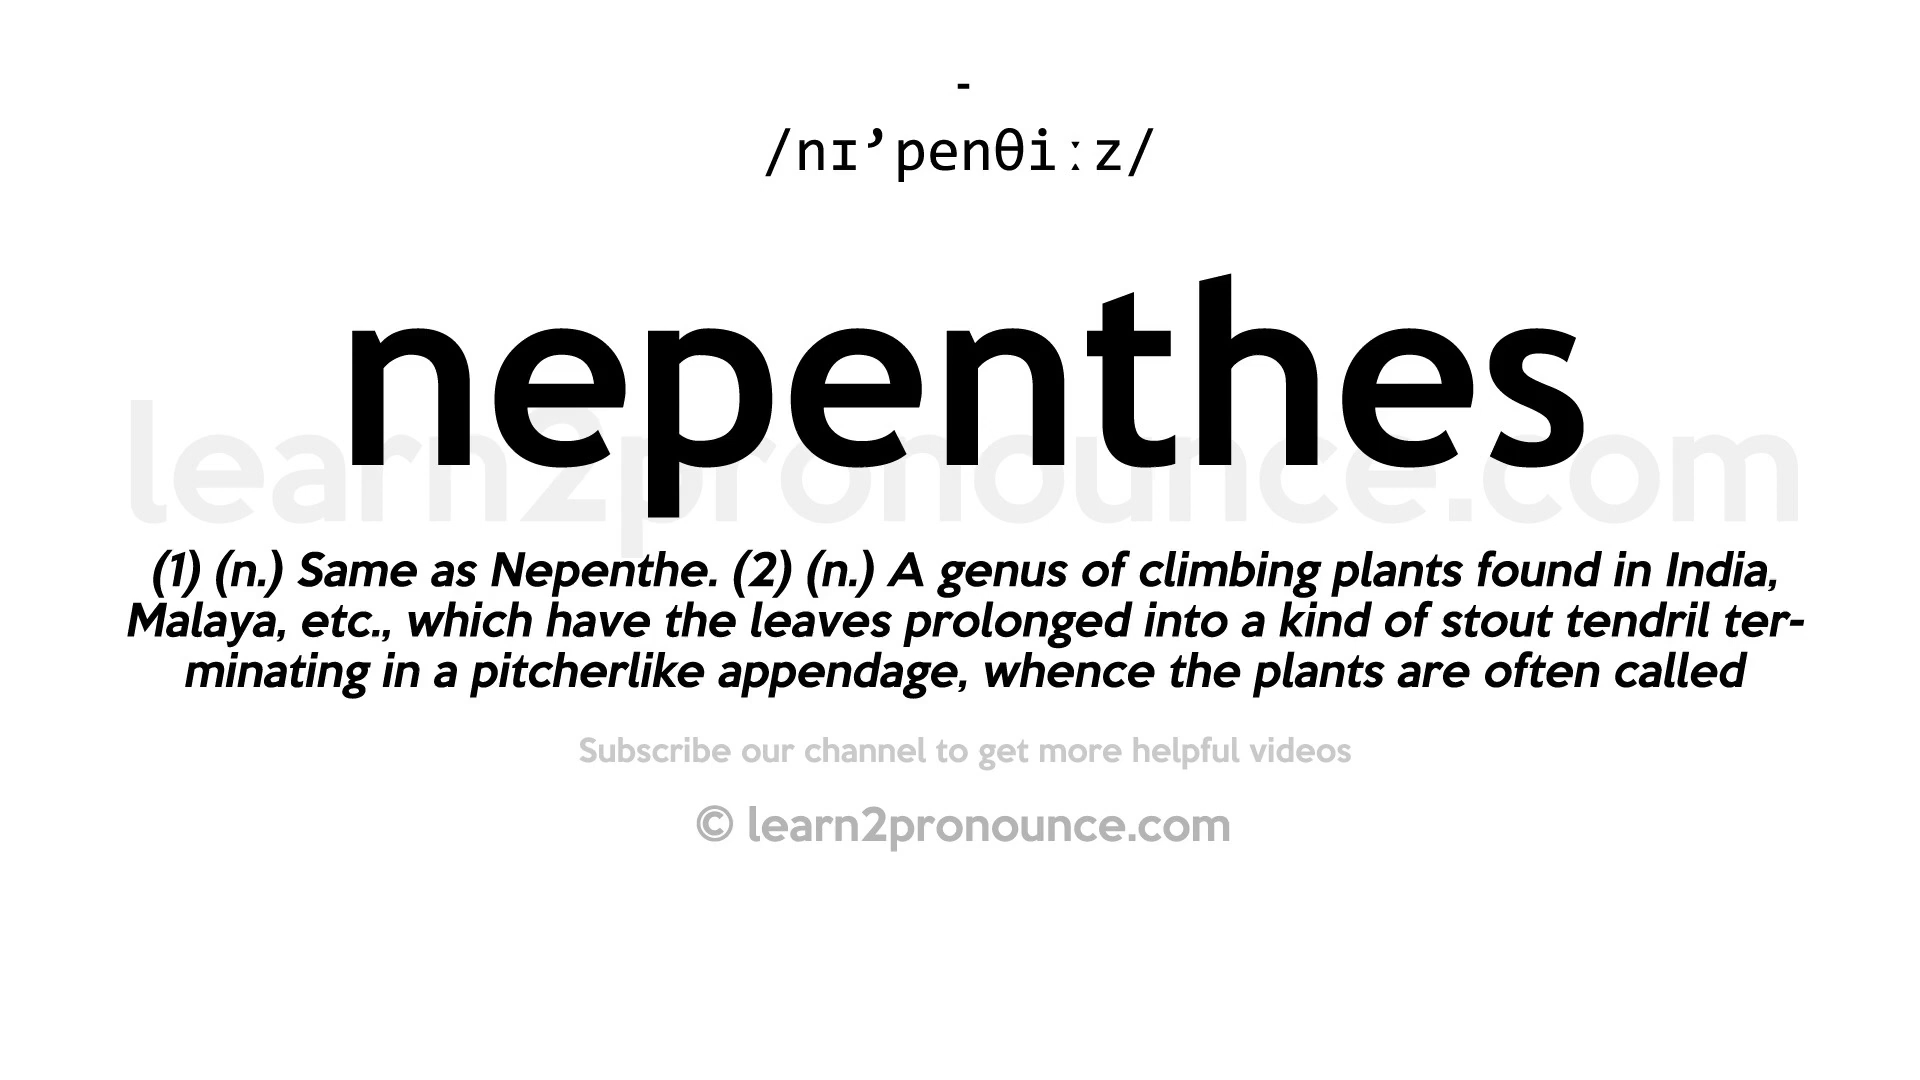 -
/nɪ’penθiːz/
nepenthes
learn2pronounce.com
(1) (n.) Same as Nepenthe. (2) (n.) A genus of climbing plants found in India,
Malaya, etc., which have the leaves prolonged into a kind of stout tendril ter-
minating in a pitcherlike appendage, whence the plants are often called
Subscribe our channel to get more helpful videos
© learn2pronounce.com